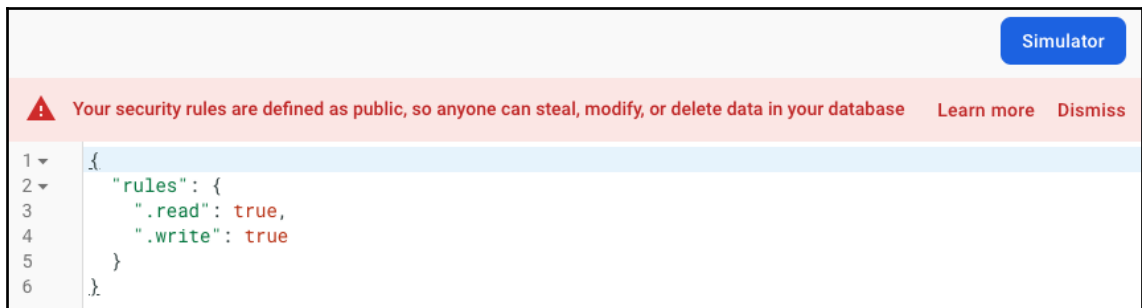 Simulator
Your security rules are defined as public, so anyone can steal, modify, or delete data in your database Learn more Dismiss
1 {
2 "rules": {
3 ".read": true,
4 ".write": true
5 }
6 }